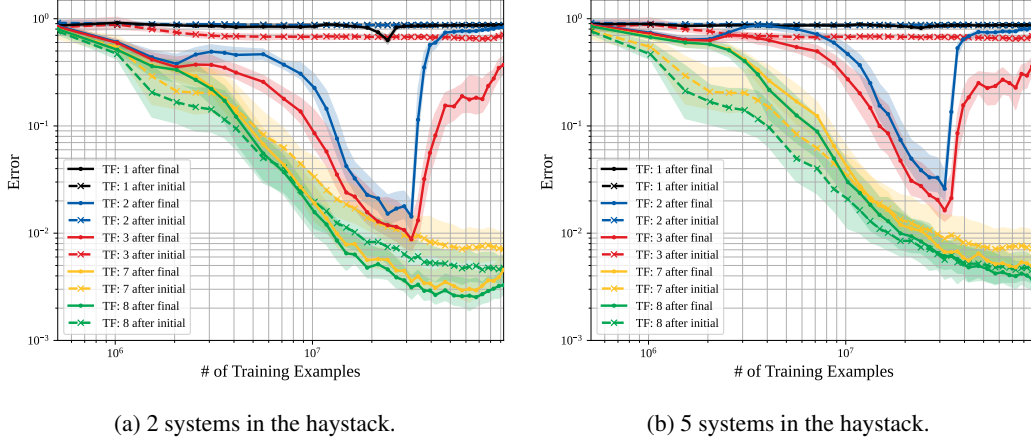 10⁰
10⁻¹
10⁻²
10⁻³
Error
TF: 1 after final
TF: 1 after initial
TF: 2 after final
TF: 2 after initial
TF: 3 after final
TF: 3 after initial
TF: 7 after final
TF: 7 after initial
TF: 8 after final
TF: 8 after initial
10⁶
10⁷
# of Training Examples
(a) 2 systems in the haystack.
10⁰
10⁻¹
10⁻²
10⁻³
Error
TF: 1 after final
TF: 1 after initial
TF: 2 after final
TF: 2 after initial
TF: 3 after final
TF: 3 after initial
TF: 7 after final
TF: 7 after initial
TF: 8 after final
TF: 8 after initial
10⁶
10⁷
# of Training Examples
(b) 5 systems in the haystack.